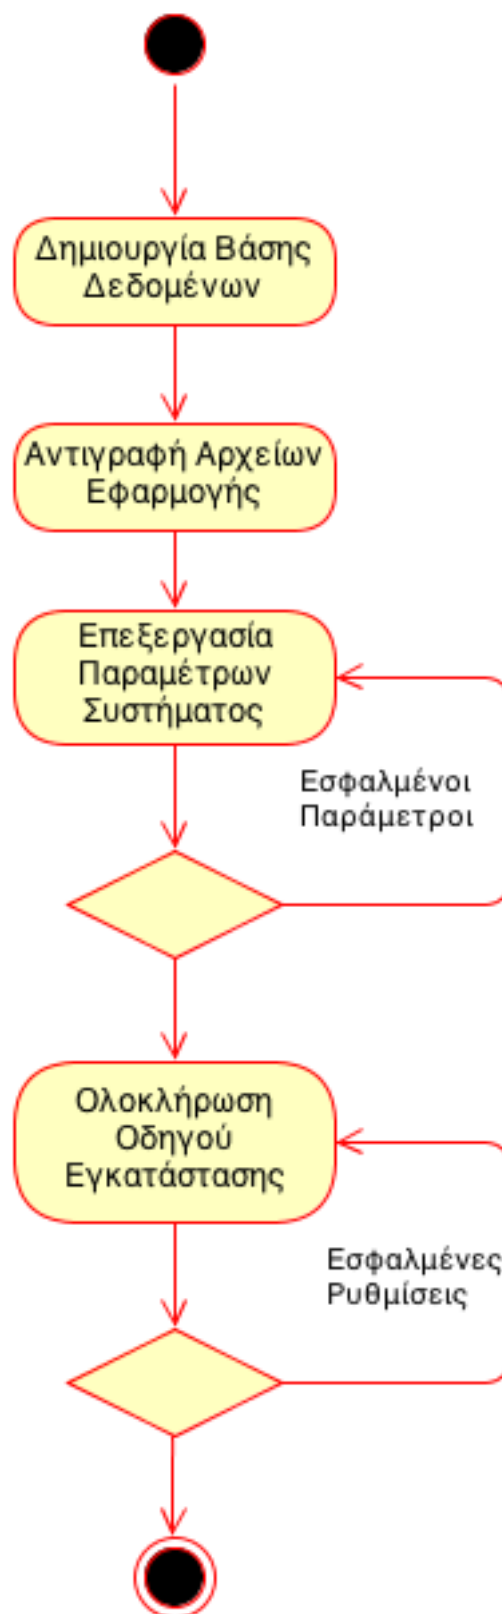 Δημιουργία Βάσης
Δεδομένων
Αντιγραφή Αρχείων
Εφαρμογής
Επεξεργασία
Παραμέτρων
Συστήματος
Εσφαλμένοι
Παράμετροι
Ολοκλήρωση
Οδηγού
Εγκατάστασης
Εσφαλμένες
Ρυθμίσεις